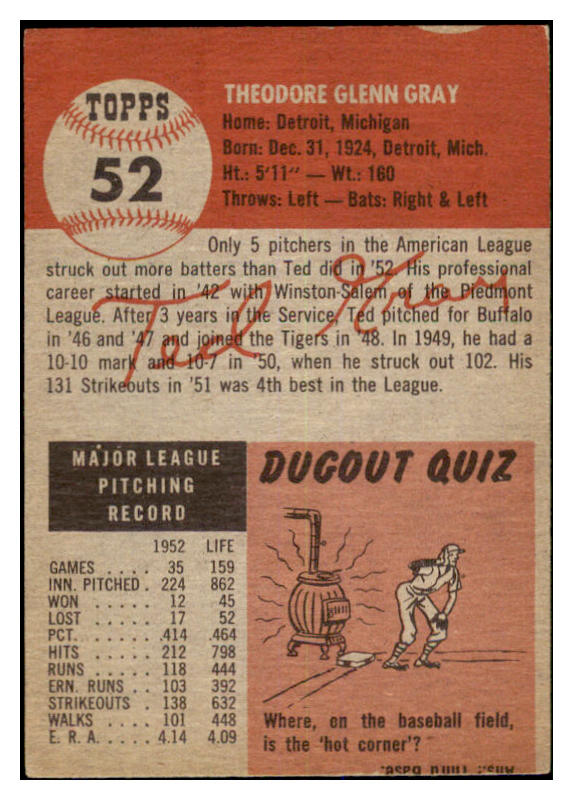 TOPPS
52
THEODORE GLENN GRAY
Home: Detroit, Michigan
Born: Dec. 31, 1924, Detroit, Mich.
Ht.: 5'11" — Wt.: 160
Throws: Left — Bats: Right & Left
Only 5 pitchers in the American League
struck out more batters than Ted did in '52. His professional
career started in '42 with Winston-Salem of the Piedmont
League. After 3 years in the Service, Ted pitched for Buffalo
in '46 and '47 and joined the Tigers in '48. In 1949, he had a
10-10 mark and 10-7 in '50, when he struck out 102. His
131 Strikeouts in '51 was 4th best in the League.
Ted Gray
MAJOR LEAGUE
PITCHING
RECORD
1952 LIFE
GAMES .... 35 159
INN. PITCHED . 224 862
WON ..... 12 45
LOST ..... 17 52
PCT. ..... .414 .464
HITS ..... 212 798
RUNS ..... 118 444
ERN. RUNS .. 103 392
STRIKEOUTS . 138 632
WALKS .... 101 448
E. R. A. ..... 4.14 4.09
DUGOUT QUIZ
Where, on the baseball field,
is the 'hot corner'?
Ans.: Third base.